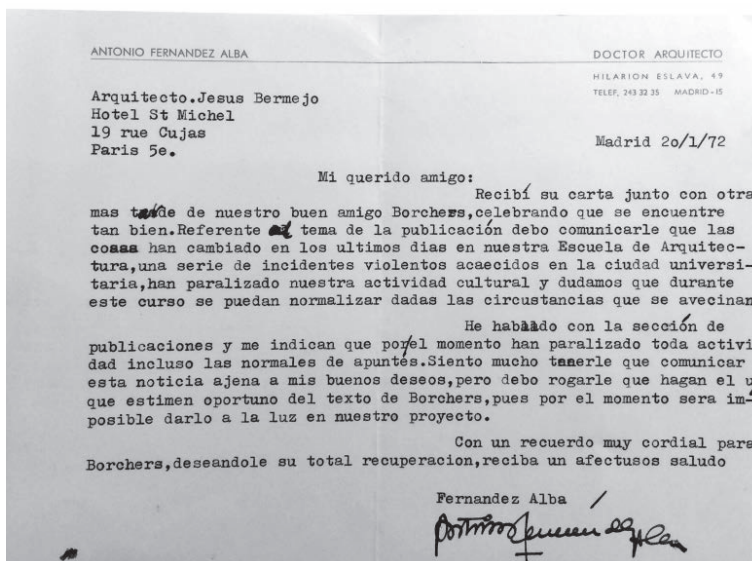 ANTONIO FERNANDEZ ALBA
DOCTOR ARQUITECTO
HILARION ESLAVA, 49
TELEF, 243 32 35 MADRID-15
Arquitecto.Jesus Bermejo
Hotel St Michel
19 rue Cujas
Paris 5e.
Madrid 2o/1/72
Mi querido amigo:
Recibí su carta junto con otra
mas tarde de nuestro buen amigo Borchers,celebrando que se encuentre
tan bien.Referente al tema de la publicación debo comunicarle que las
cosas han cambiado en los ultimos dias en nuestra Escuela de Arquitec-
tura,una serie de incidentes violentos acaecidos en la ciudad universi-
taria,han paralizado nuestra actividad cultural y dudamos que durante
este curso se puedan normalizar dadas las circustancias que se avecinan
He hablado con la sección de
publicaciones y me indican que por/el momento han paralizado toda activi
dad incluso las normales de apuntes.Siento mucho tenerle que comunicar
esta noticia ajena a mis buenos deseos,pero debo rogarle que hagan el u
que estimen oportuno del texto de Borchers,pues por el momento sera im-
posible darlo a la luz en nuestro proyecto.
Con un recuerdo muy cordial para
Borchers,deseandole su total recuperacion,reciba un afectusos saludo
Fernandez Alba /